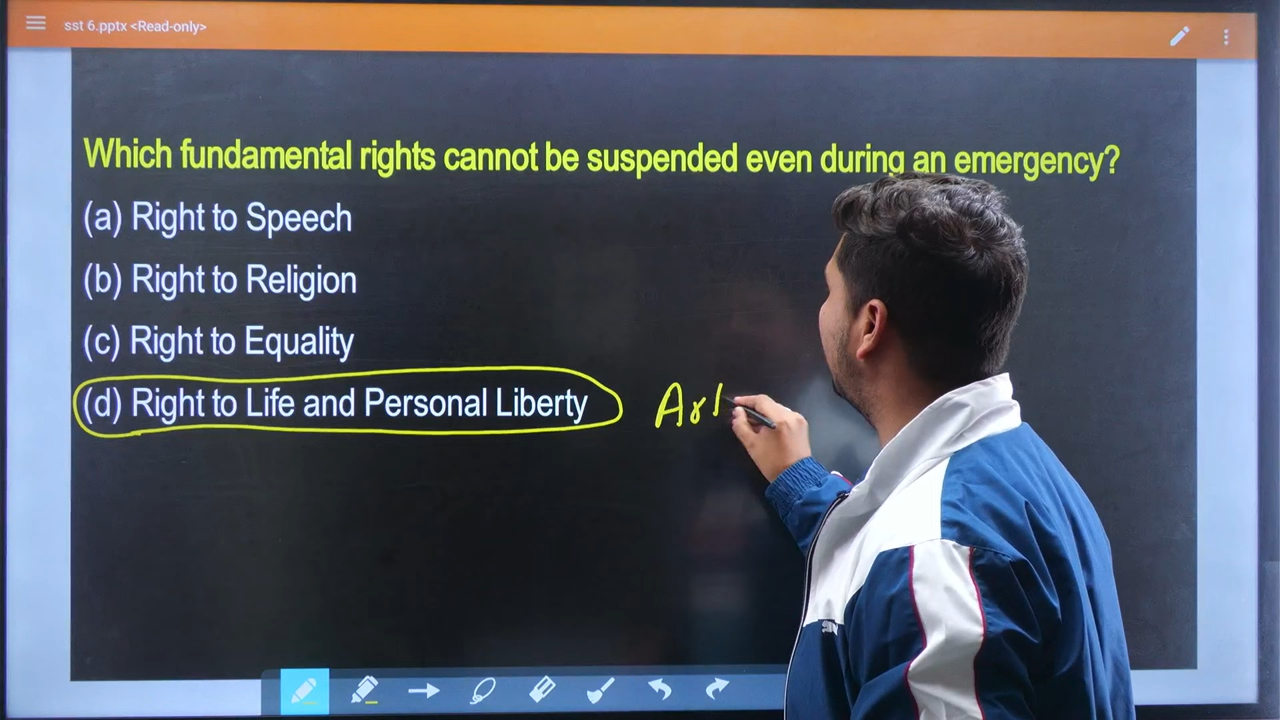 sst 6.pptx <Read-only>
Which fundamental rights cannot be suspended even during an emergency?
(a) Right to Speech
(b) Right to Religion
(c) Right to Equality
(d) Right to Life and Personal Liberty